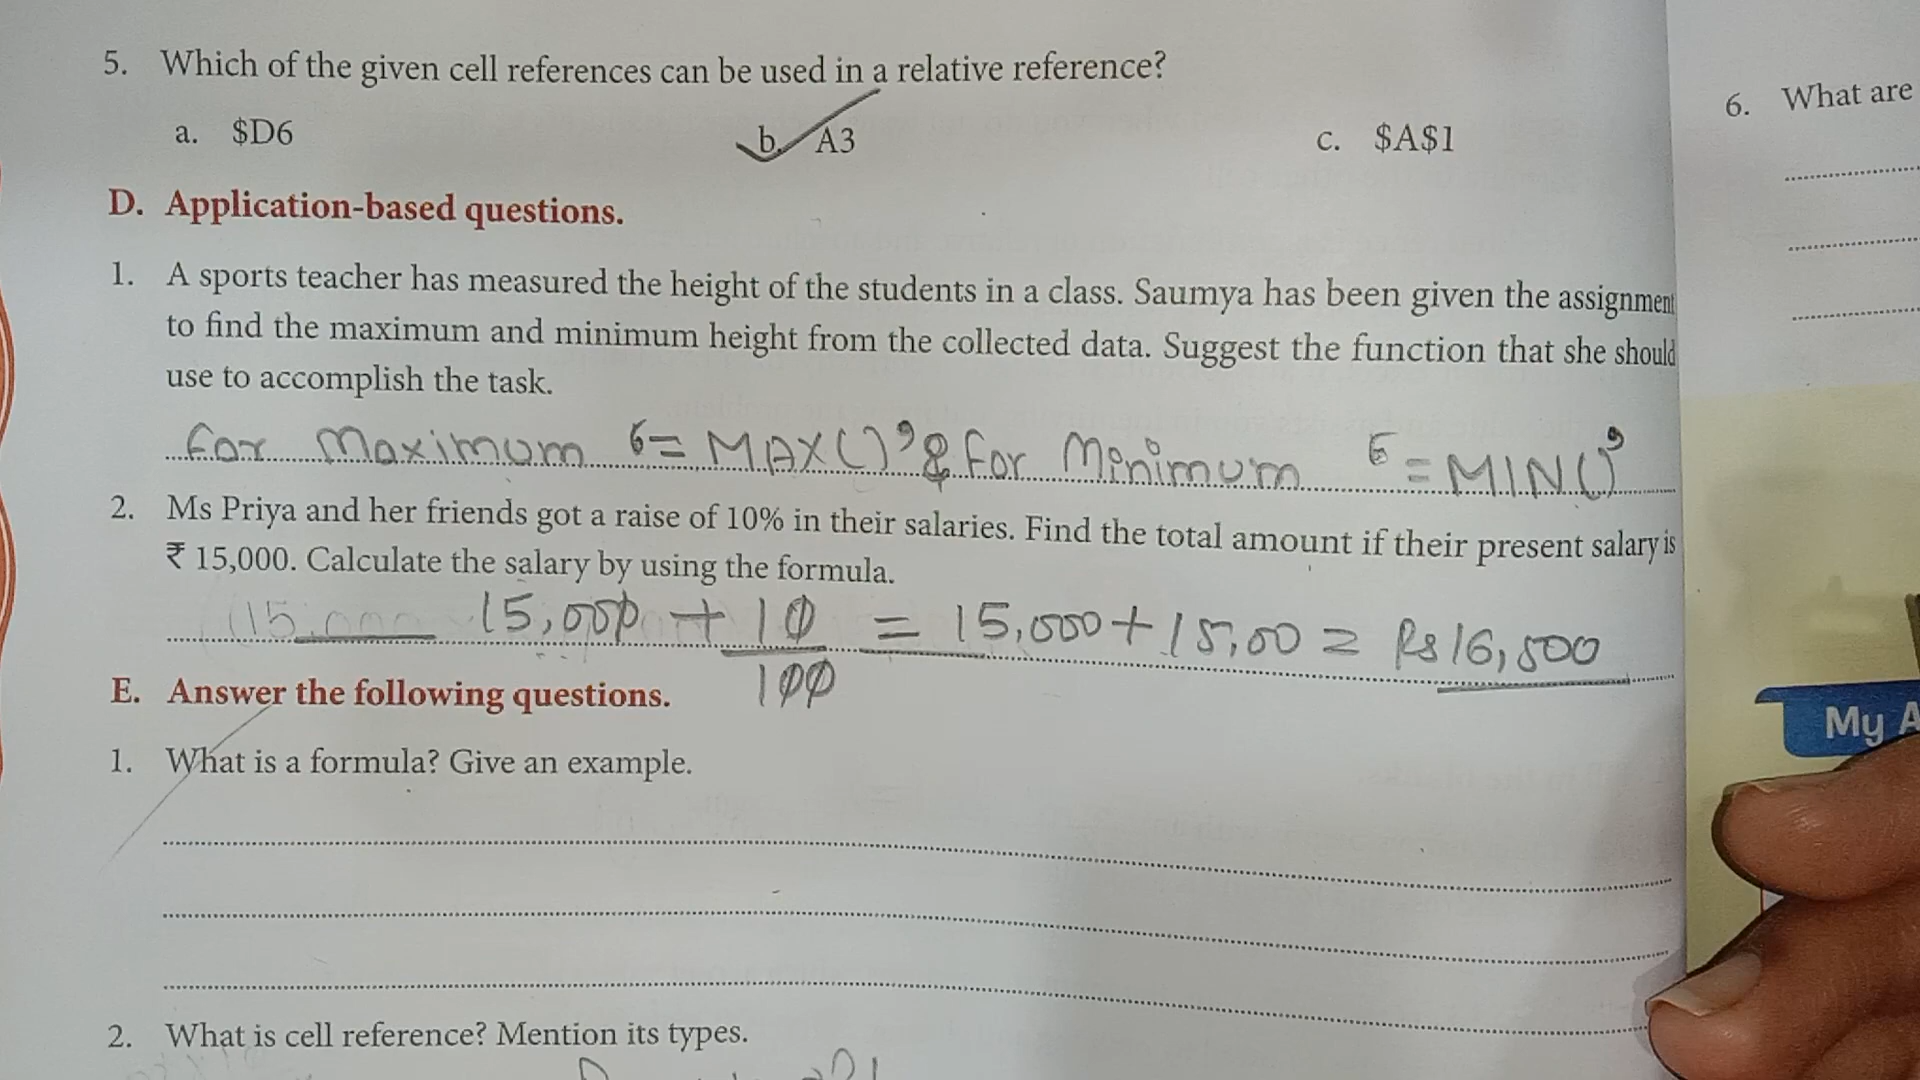 5. Which of the given cell references can be used in a relative reference?
a. $D6 b. A3 c. $A$1
D. Application-based questions.
1. A sports teacher has measured the height of the students in a class. Saumya has been given the assignment
to find the maximum and minimum height from the collected data. Suggest the function that she should
use to accomplish the task.
For Maximum ‘= MAX()’ & For Minimum ‘= MIN()’
2. Ms Priya and her friends got a raise of 10% in their salaries. Find the total amount if their present salary is
₹ 15,000. Calculate the salary by using the formula.
15,000 + 10 = 15,000 + 15,00 = Rs 16,500
100
E. Answer the following questions.
1. What is a formula? Give an example.
2. What is cell reference? Mention its types.
6. What are
My A